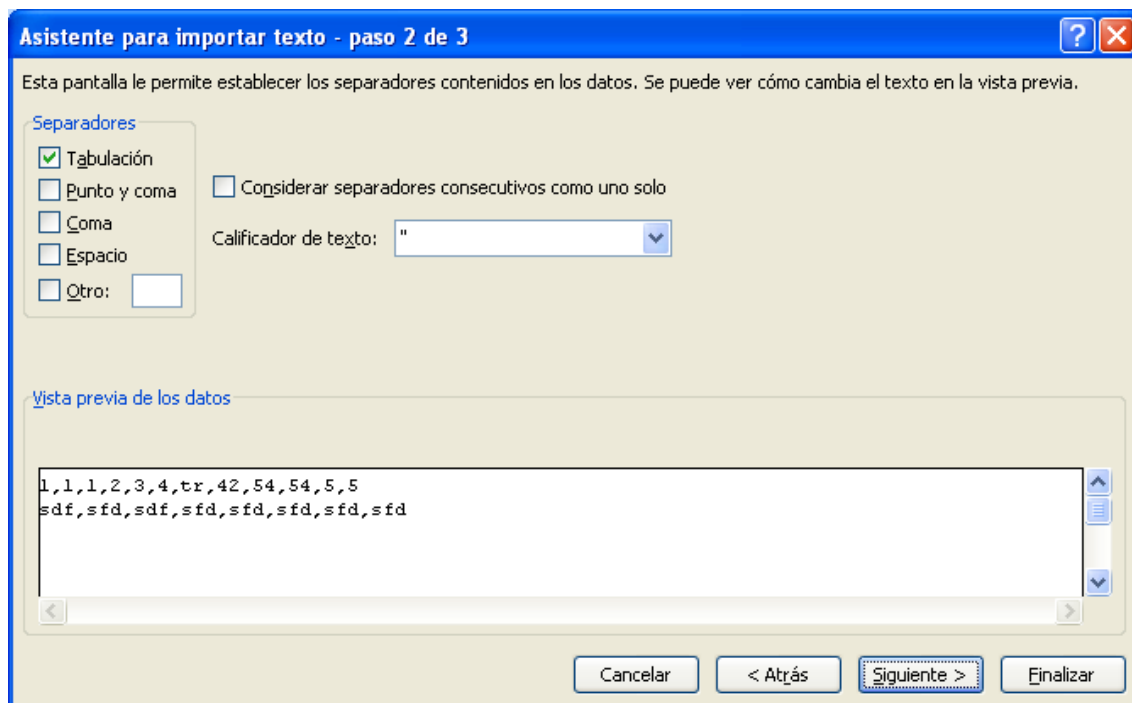 Asistente para importar texto - paso 2 de 3
Esta pantalla le permite establecer los separadores contenidos en los datos. Se puede ver cómo cambia el texto en la vista previa.
Separadores
Tabulación
Punto y coma
Coma
Espacio
Otro:
Considerar separadores consecutivos como uno solo
Calificador de texto: "
Vista previa de los datos
1,1,1,2,3,4,tr,42,54,54,5,5
sdf,sfd,sdf,sfd,sfd,sfd,sfd,sfd
Cancelar < Atrás Siguiente > Finalizar